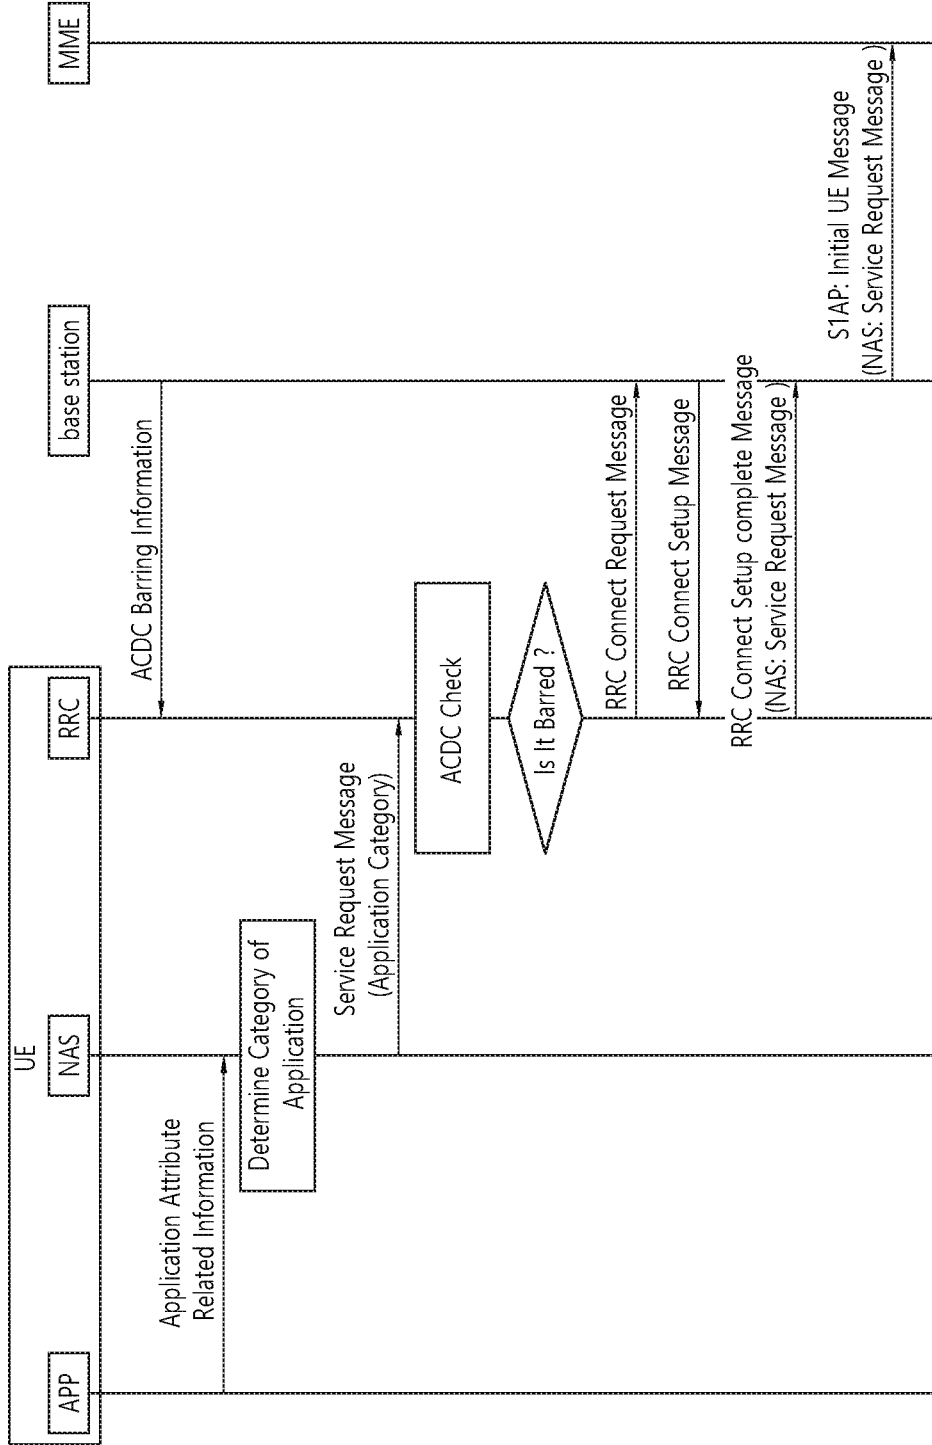 UE
APP
NAS
RRC
base station
MME
ACDC Barring Information
Application Attribute
Related Information
Determine Category of
Application
Service Request Message
(Application Category)
ACDC Check
Is It Barred ?
RRC Connect Request Message
RRC Connect Setup Message
RRC Connect Setup complete Message
(NAS: Service Request Message )
S1AP: Initial UE Message
(NAS: Service Request Message )